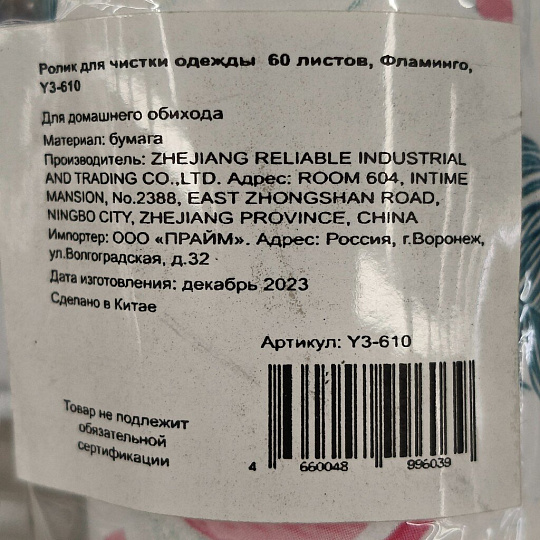 Ролик для чистки одежды 60 листов, Фламинго,
Y3-610
Для домашнего обихода
Материал: бумага
Производитель: ZHEJIANG RELIABLE INDUSTRIAL
AND TRADING CO.,LTD. Адрес: ROOM 604, INTIME
MANSION, No.2388, EAST ZHONGSHAN ROAD,
NINGBO CITY, ZHEJIANG PROVINCE, CHINA
Импортер: ООО «ПРАЙМ». Адрес: Россия, г.Воронеж,
ул.Волгоградская, д.32
Дата изготовления: декабрь 2023
Сделано в Китае
Артикул: Y3-610
Товар не подлежит
обязательной
сертификации
4 660048 996039